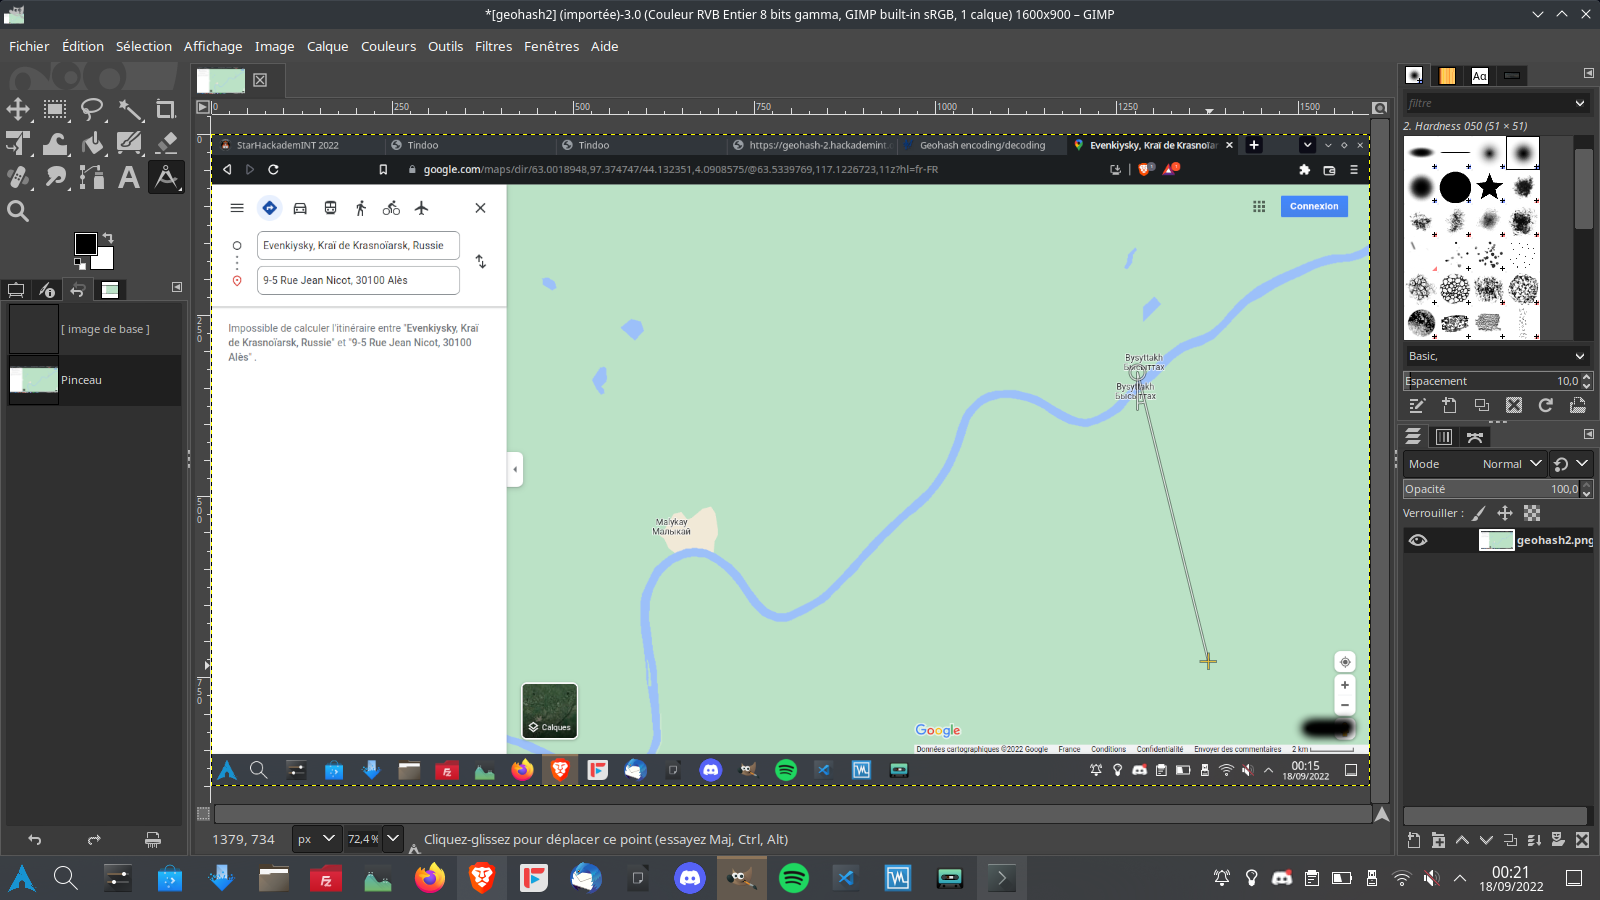 *[geohash2] (importée)-3.0 (Couleur RVB Entier 8 bits gamma, GIMP built-in sRGB, 1 calque) 1600x900 – GIMP
Fichier Édition Sélection Affichage Image Calque Couleurs Outils Filtres Fenêtres Aide
0 250 500 750 1000 1250 1500
0
250
500
750
StarHackademINT 2022 Tindoo Tindoo https://geohash-2.hackademint. Geohash encoding/decoding Evenkiysky, Kraï de Krasnoïar
google.com/maps/dir/63.0018948,97.374747/44.132351,4.0908575/@63.5339769,117.1226723,11z?hl=fr-FR
Evenkiysky, Kraï de Krasnoïarsk, Russie
9-5 Rue Jean Nicot, 30100 Alès
Impossible de calculer l'itinéraire entre "Evenkiysky, Kraï
de Krasnoïarsk, Russie" et "9-5 Rue Jean Nicot, 30100
Alès" .
Connexion
Bysyttakh
Бысыттах
Bysyttakh
Бысыттах
Malykay
Малыкай
Calques
Google
Données cartographiques ©2022 Google France Conditions Confidentialité Envoyer des commentaires 2 km
00:15
18/09/2022
[ image de base ]
Pinceau
filtre
2. Hardness 050 (51 × 51)
Basic,
Espacement 10,0
Mode Normal
Opacité 100,0
Verrouiller :
geohash2.png
1379, 734 px 72,4 % Cliquez-glissez pour déplacer ce point (essayez Maj, Ctrl, Alt)
00:21
18/09/2022